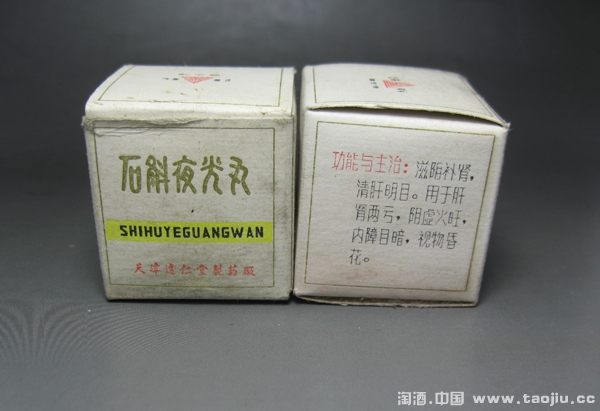 石斛夜光丸
SHIHUYEGUANGWAN
天津达仁堂製药厰
功能与主治：滋阴补肾，
清肝明目。用于肝
肾两亏，阴虚火旺，
内障目暗，视物昏
花。
淘酒.中国 www.taojiu.cc